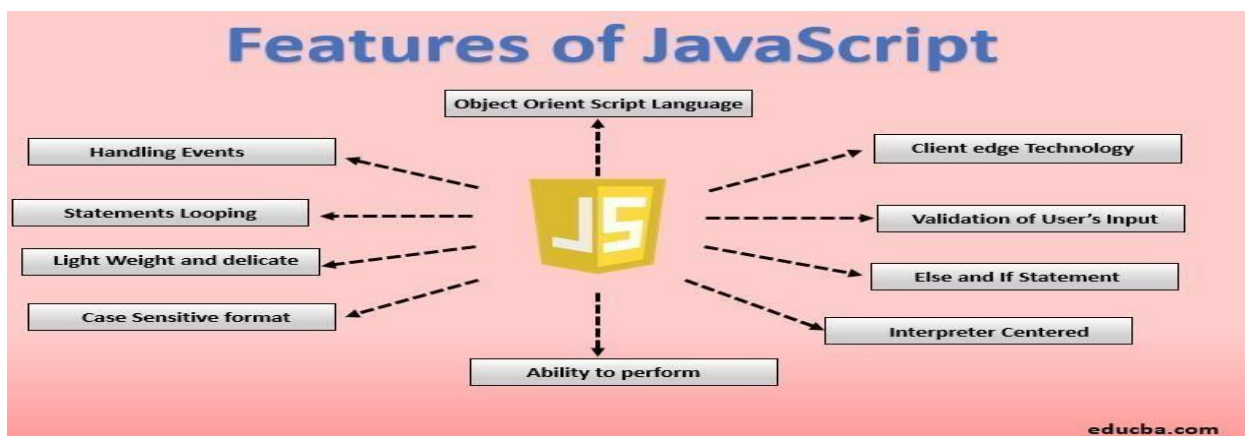 Features of JavaScript
Object Orient Script Language
Handling Events
Client edge Technology
Statements Looping
JS
Validation of User's Input
Light Weight and delicate
Else and If Statement
Case Sensitive format
Interpreter Centered
Ability to perform
educba.com